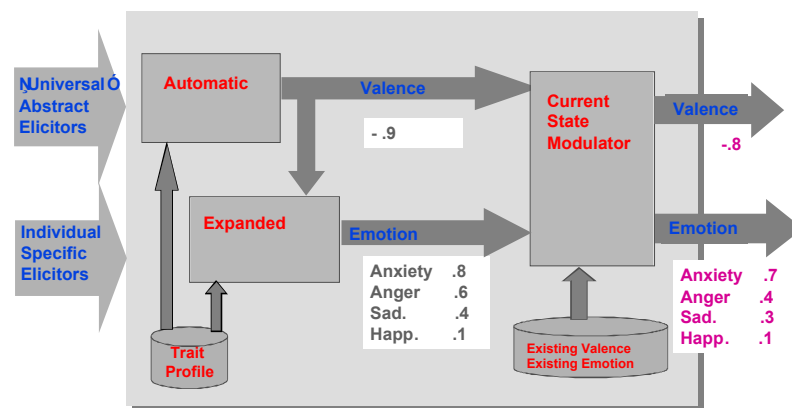 ŅUniversalÓ
Abstract
Elicitors
Automatic
Valence
- .9
Current
State
Modulator
Valence
-.8
Individual
Specific
Elicitors
Expanded
Emotion
Anxiety .8
Anger .6
Sad. .4
Happ. .1
Emotion
Anxiety .7
Anger .4
Sad. .3
Happ. .1
Trait
Profile
Existing Valence
Existing Emotion